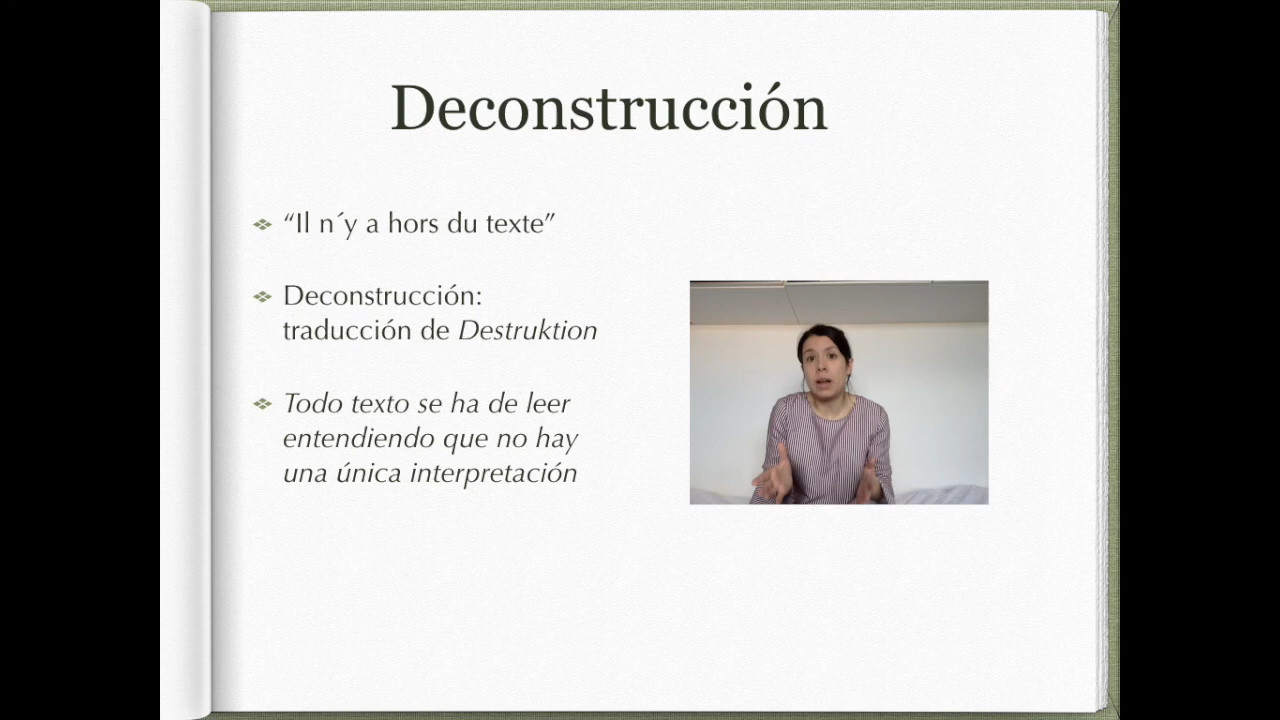 Deconstrucción
“Il n´y a hors du texte”
Deconstrucción:
traducción de Destruktion
Todo texto se ha de leer
entendiendo que no hay
una única interpretación